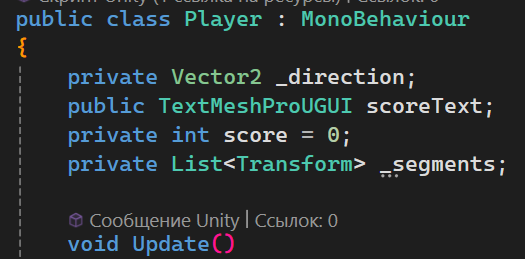 Скрипт Unity (1 ссылка на ресурсы) | Ссылок: 0
public class Player : MonoBehaviour
{
private Vector2 _direction;
public TextMeshProUGUI scoreText;
private int score = 0;
private List<Transform> _segments;
Сообщение Unity | Ссылок: 0
void Update()